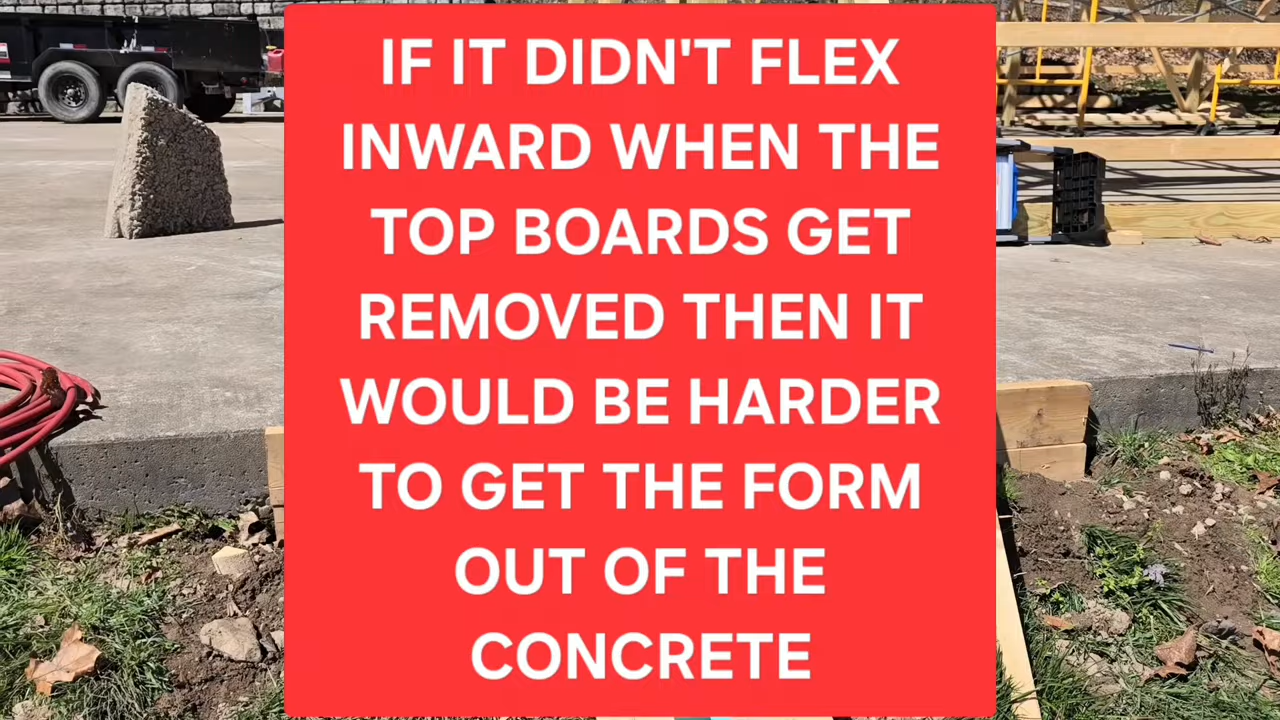 IF IT DIDN'T FLEX
INWARD WHEN THE
TOP BOARDS GET
REMOVED THEN IT
WOULD BE HARDER
TO GET THE FORM
OUT OF THE
CONCRETE